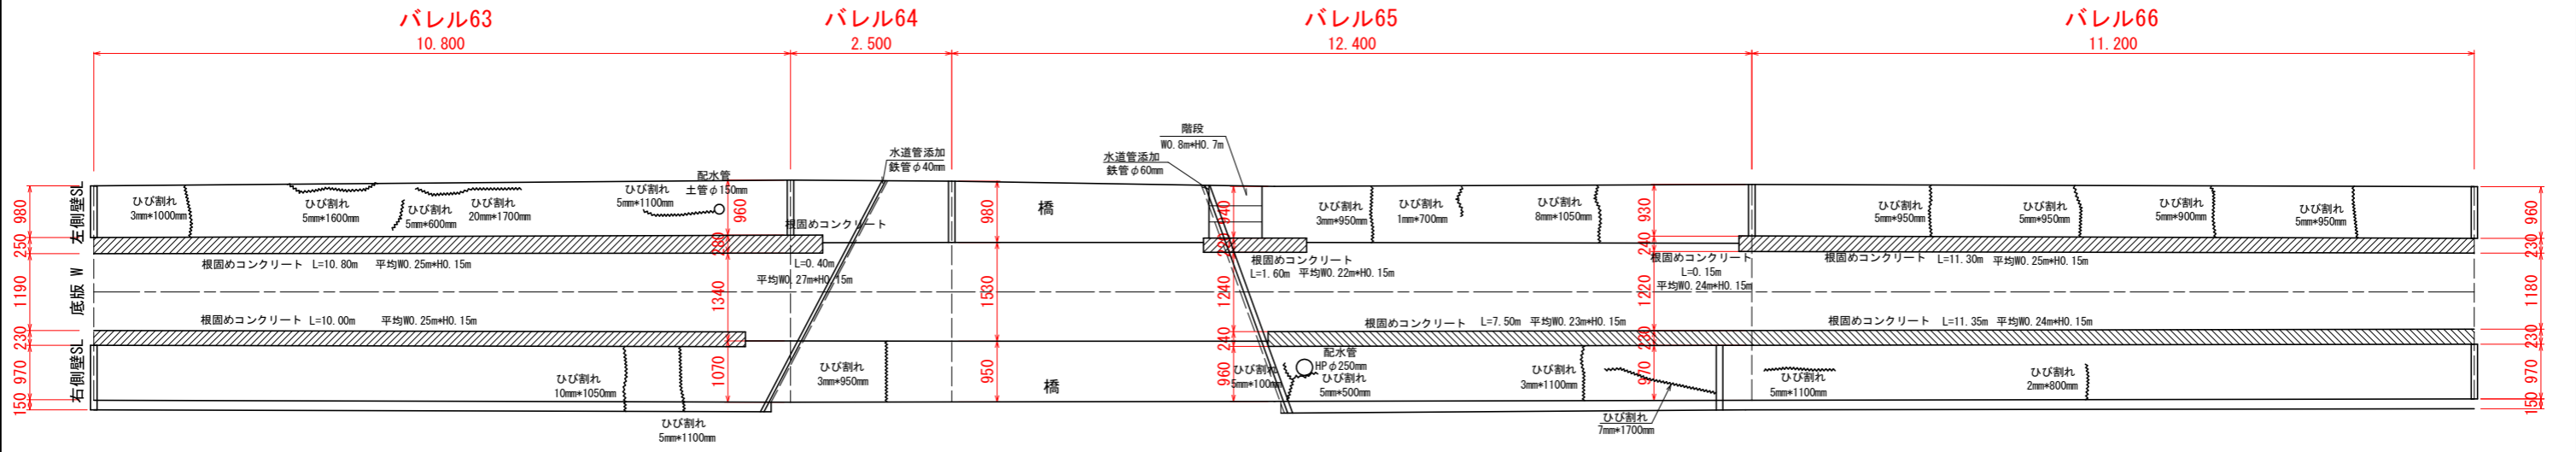 バレル63
バレル64
バレル65
バレル66
10.800
2.500
12.400
11.200
階段
W0.8m*H0.7m
水道管添加
鉄管φ40mm
水道管添加
鉄管φ60mm
配水管
土管φ150mm
左側壁SL
底版 W
右側壁SL
980
250
1190
230
970
150
ひび割れ
3mm*1000mm
ひび割れ
5mm*1600mm
ひび割れ
5mm*600mm
ひび割れ
20mm*1700mm
ひび割れ
5mm*1100mm
960
280
1340
1070
根固めコンクリート
L=0.40m
平均W0.27m*H0.15m
980
1530
950
橋
橋
940
1240
240
960
ひび割れ
3mm*950mm
ひび割れ
1mm*700mm
ひび割れ
8mm*1050mm
930
240
1220
230
970
ひび割れ
5mm*950mm
ひび割れ
5mm*950mm
ひび割れ
5mm*900mm
ひび割れ
5mm*950mm
960
230
1180
230
970
150
根固めコンクリート L=10.80m 平均W0.25m*H0.15m
根固めコンクリート
L=1.60m 平均W0.22m*H0.15m
根固めコンクリート
L=0.15m
平均W0.24m*H0.15m
根固めコンクリート L=11.30m 平均W0.25m*H0.15m
根固めコンクリート L=10.00m 平均W0.25m*H0.15m
根固めコンクリート L=7.50m 平均W0.23m*H0.15m
根固めコンクリート L=11.35m 平均W0.24m*H0.15m
ひび割れ
10mm*1050mm
ひび割れ
5mm*1100mm
ひび割れ
3mm*950mm
ひび割れ
5mm*100mm
配水管
HPφ250mm
ひび割れ
5mm*500mm
ひび割れ
3mm*1100mm
ひび割れ
7mm*1700mm
ひび割れ
5mm*1100mm
ひび割れ
2mm*800mm